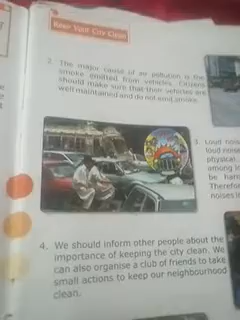 Keep Your City Clean
2. The major cause of air pollution is the
smoke emitted from vehicles. Citizens
should make sure that their vehicles are
well maintained and do not emit smoke.
3. Loud nois
loud noise
physical
among
be harm
Therefor
noises
4. We should inform other people about the
importance of keeping the city clean. We
can also organise a club of friends to take
small actions to keep our neighbourhood
clean.